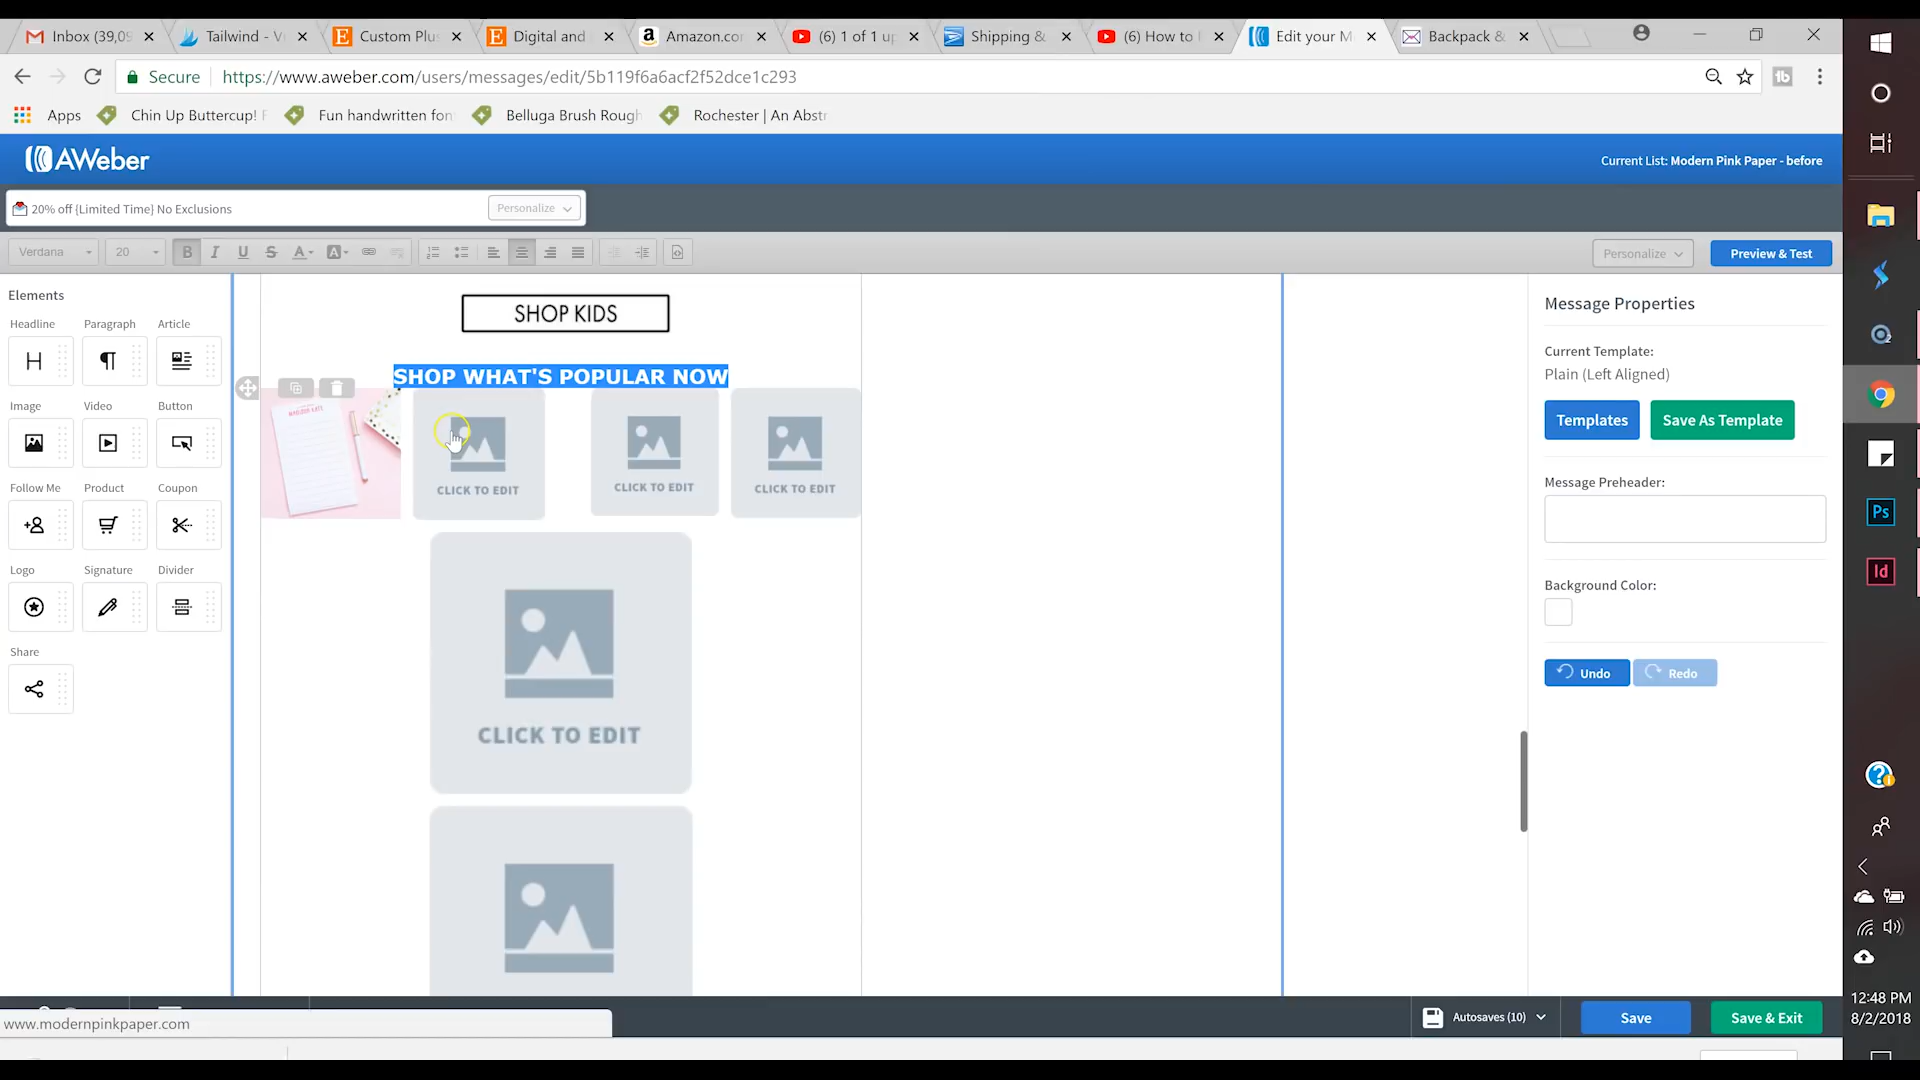 Inbox (39,09
Tailwind - V
Custom Plu
Digital and
Amazon.co
(6) 1 of 1 u
Shipping &
(6) How to
Edit your M
Backpack &
Secure
https://www.aweber.com/users/messages/edit/5b119f6a6acf2f52dce1c293
Apps
Chin Up Buttercup!
Fun handwritten fon
Belluga Brush Rough
Rochester | An Abst
AWeber
Current List: Modern Pink Paper - before
20% off {Limited Time} No Exclusions
Personalize
Verdana
20
Personalize
Preview & Test
Elements
Headline
Paragraph
Article
Image
Video
Button
Follow Me
Product
Coupon
Logo
Signature
Divider
Share
SHOP KIDS
SHOP WHAT'S POPULAR NOW
CLICK TO EDIT
CLICK TO EDIT
CLICK TO EDIT
CLICK TO EDIT
Message Properties
Current Template:
Plain (Left Aligned)
Templates
Save As Template
Message Preheader:
Background Color:
Undo
Redo
www.modernpinkpaper.com
Autosaves (10)
Save
Save & Exit
Ps
Id
12:48 PM
8/2/2018